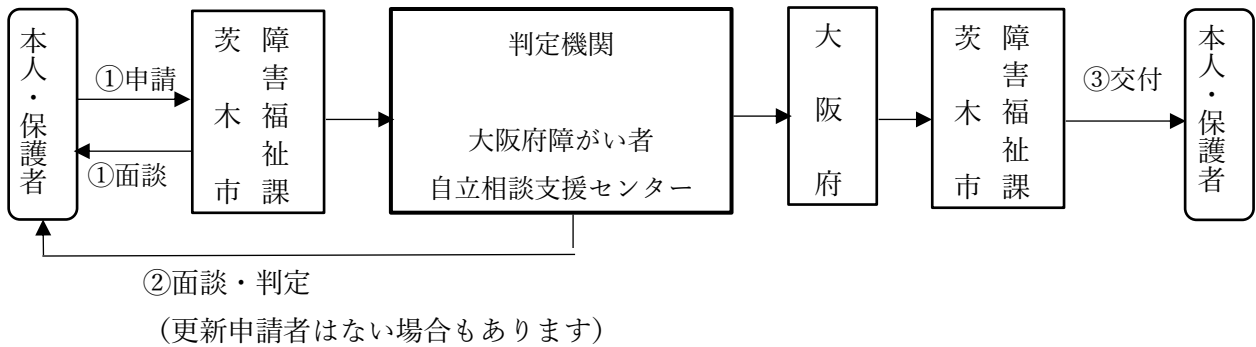 本人・保護者
①申請
①面談
茨木市
障害福祉課
判定機関
大阪府障がい者
自立相談支援センター
大阪府
茨木市
障害福祉課
③交付
本人・保護者
②面談・判定
（更新申請者はない場合もあります）